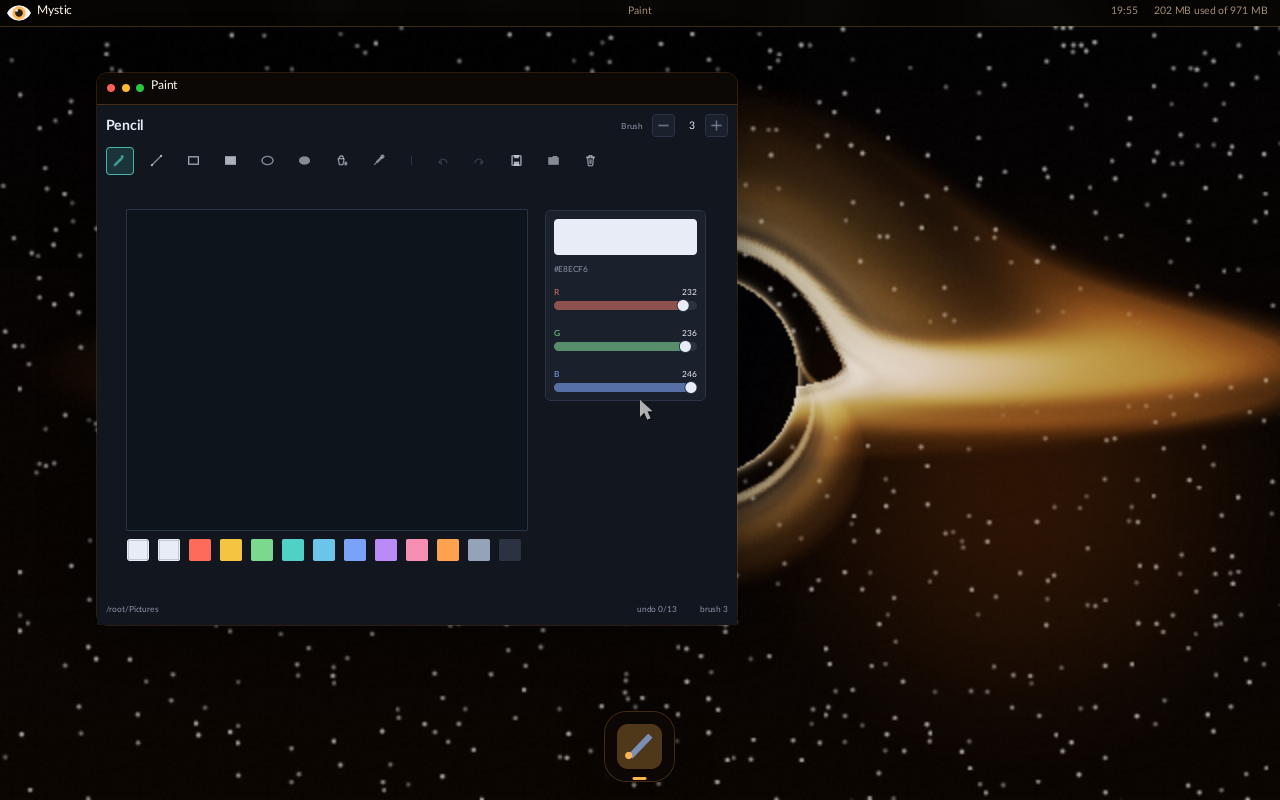 Mystic
Paint
19:55
202 MB used of 971 MB
Paint
Pencil
Brush
3
#E8ECF6
R
232
G
236
B
246
/root/Pictures
undo 0/13
brush 3